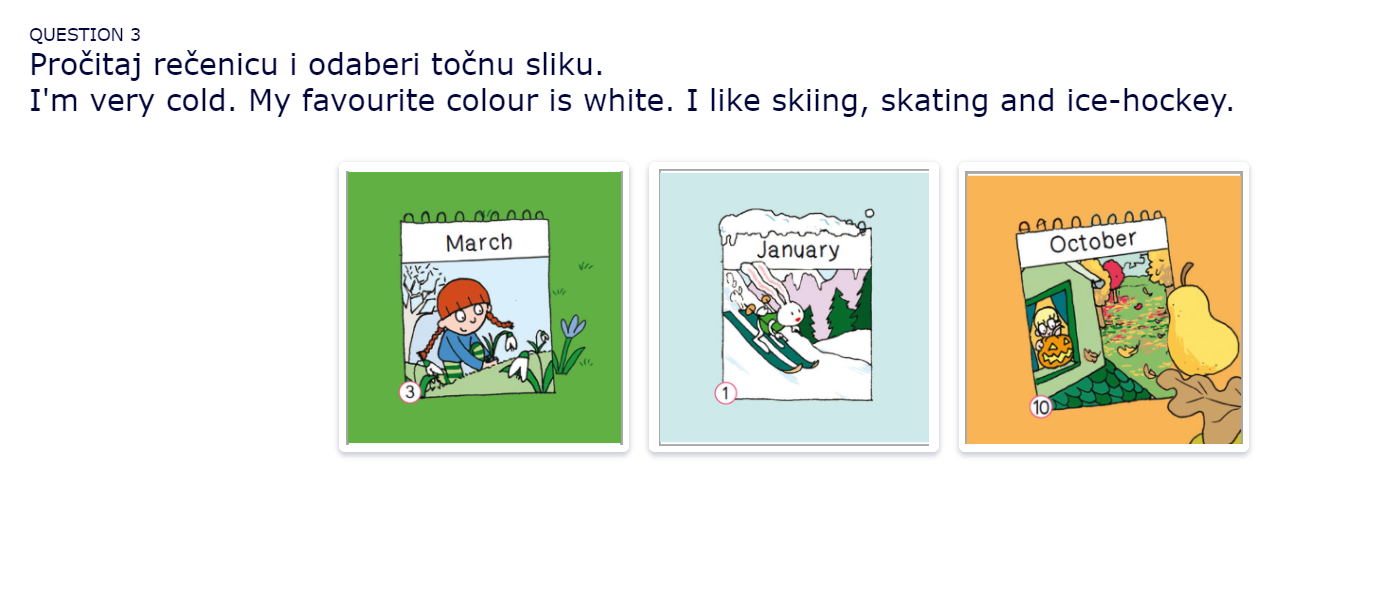 QUESTION 3
Pročitaj rečenicu i odaberi točnu sliku.
I'm very cold. My favourite colour is white. I like skiing, skating and ice-hockey.
March
3
January
1
October
10